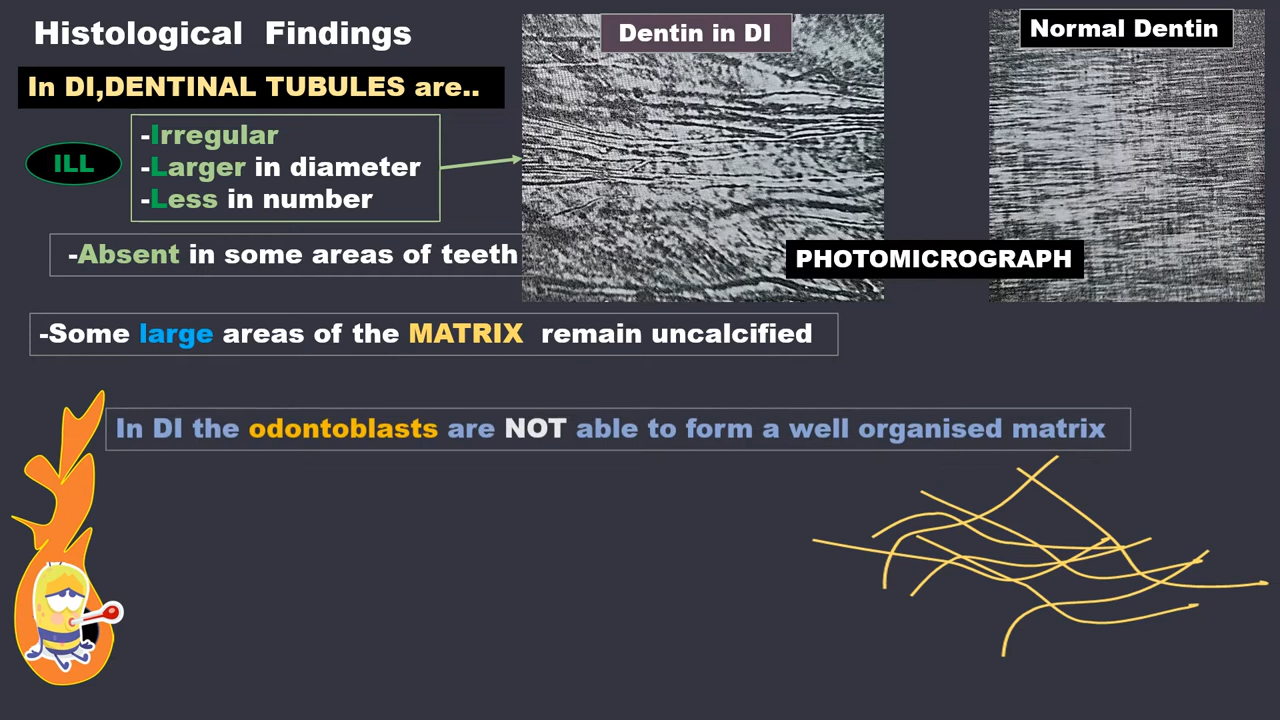 Histological Findings
Dentin in DI
Normal Dentin
In DI,DENTINAL TUBULES are..
ILL
-Irregular
-Larger in diameter
-Less in number
-Absent in some areas of teeth
PHOTOMICROGRAPH
-Some large areas of the MATRIX remain uncalcified
In DI the odontoblasts are NOT able to form a well organised matrix